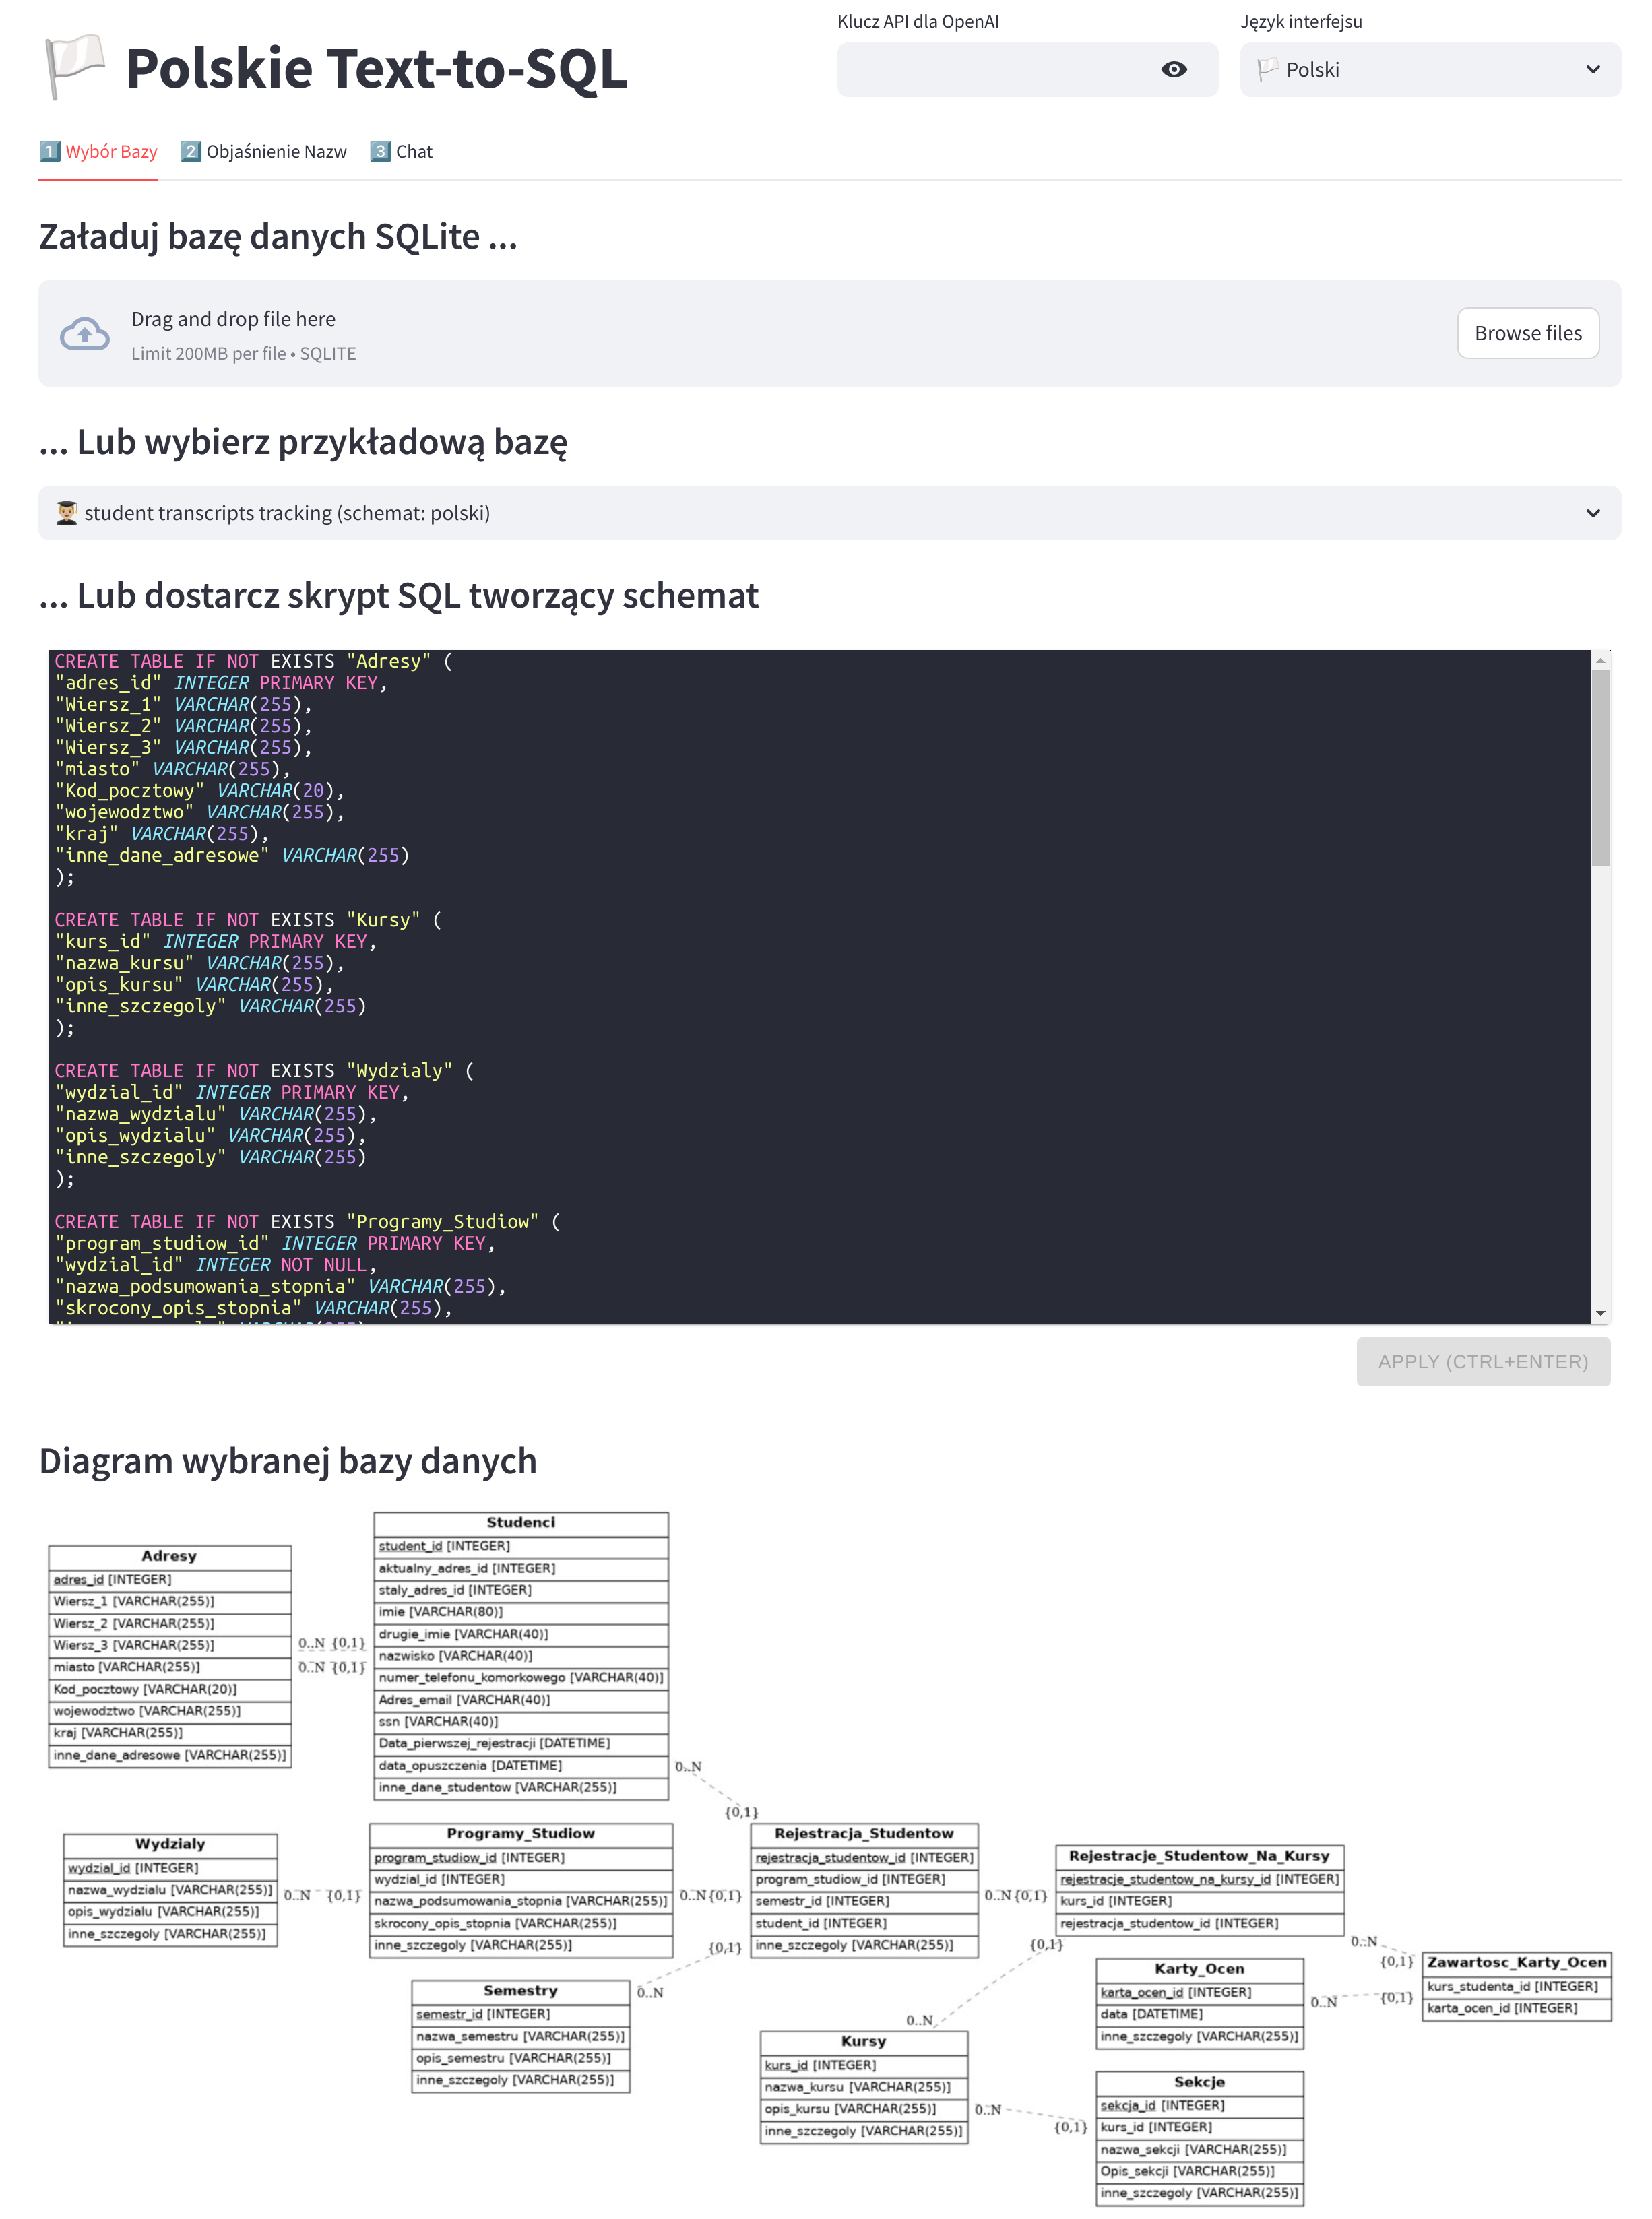 Polskie Text-to-SQL
Klucz API dla OpenAI
Język interfejsu
Polski
1 Wybór Bazy
2 Objaśnienie Nazw
3 Chat
Załaduj bazę danych SQLite ...
Drag and drop file here
Limit 200MB per file • SQLITE
Browse files
... Lub wybierz przykładową bazę
student transcripts tracking (schemat: polski)
... Lub dostarcz skrypt SQL tworzący schemat
CREATE TABLE IF NOT EXISTS "Adresy" (
"adres_id" INTEGER PRIMARY KEY,
"Wiersz_1" VARCHAR(255),
"Wiersz_2" VARCHAR(255),
"Wiersz_3" VARCHAR(255),
"miasto" VARCHAR(255),
"Kod_pocztowy" VARCHAR(20),
"wojewodztwo" VARCHAR(255),
"kraj" VARCHAR(255),
"inne_dane_adresowe" VARCHAR(255)
);
CREATE TABLE IF NOT EXISTS "Kursy" (
"kurs_id" INTEGER PRIMARY KEY,
"nazwa_kursu" VARCHAR(255),
"opis_kursu" VARCHAR(255),
"inne_szczegoly" VARCHAR(255)
);
CREATE TABLE IF NOT EXISTS "Wydzialy" (
"wydzial_id" INTEGER PRIMARY KEY,
"nazwa_wydzialu" VARCHAR(255),
"opis_wydzialu" VARCHAR(255),
"inne_szczegoly" VARCHAR(255)
);
CREATE TABLE IF NOT EXISTS "Programy_Studiow" (
"program_studiow_id" INTEGER PRIMARY KEY,
"wydzial_id" INTEGER NOT NULL,
"nazwa_podsumowania_stopnia" VARCHAR(255),
"skrocony_opis_stopnia" VARCHAR(255),
APPLY (CTRL+ENTER)
Diagram wybranej bazy danych
Adresy
adres_id [INTEGER]
Wiersz_1 [VARCHAR(255)]
Wiersz_2 [VARCHAR(255)]
Wiersz_3 [VARCHAR(255)]
miasto [VARCHAR(255)]
Kod_pocztowy [VARCHAR(20)]
wojewodztwo [VARCHAR(255)]
kraj [VARCHAR(255)]
inne_dane_adresowe [VARCHAR(255)]
0..N {0,1}
0..N {0,1}
Studenci
student_id [INTEGER]
aktualny_adres_id [INTEGER]
staly_adres_id [INTEGER]
imie [VARCHAR(80)]
drugie_imie [VARCHAR(40)]
nazwisko [VARCHAR(40)]
numer_telefonu_komorkowego [VARCHAR(40)]
Adres_email [VARCHAR(40)]
ssn [VARCHAR(40)]
Data_pierwszej_rejestracji [DATETIME]
data_opuszczenia [DATETIME]
inne_dane_studentow [VARCHAR(255)]
0..N
{0,1}
Wydzialy
wydzial_id [INTEGER]
nazwa_wydzialu [VARCHAR(255)]
opis_wydzialu [VARCHAR(255)]
inne_szczegoly [VARCHAR(255)]
0..N {0,1}
Programy_Studiow
program_studiow_id [INTEGER]
wydzial_id [INTEGER]
nazwa_podsumowania_stopnia [VARCHAR(255)]
skrocony_opis_stopnia [VARCHAR(255)]
inne_szczegoly [VARCHAR(255)]
0..N {0,1}
{0,1}
0..N
Semestry
semestr_id [INTEGER]
nazwa_semestru [VARCHAR(255)]
opis_semestru [VARCHAR(255)]
inne_szczegoly [VARCHAR(255)]
Rejestracja_Studentow
rejestracja_studentow_id [INTEGER]
program_studiow_id [INTEGER]
semestr_id [INTEGER]
student_id [INTEGER]
inne_szczegoly [VARCHAR(255)]
0..N {0,1}
Rejestracje_Studentow_Na_Kursy
rejestracje_studentow_na_kursy_id [INTEGER]
kurs_id [INTEGER]
rejestracja_studentow_id [INTEGER]
{0,1}
0..N
0..N
{0,1}
Kursy
kurs_id [INTEGER]
nazwa_kursu [VARCHAR(255)]
opis_kursu [VARCHAR(255)]
inne_szczegoly [VARCHAR(255)]
0..N
{0,1}
Karty_Ocen
karta_ocen_id [INTEGER]
data [DATETIME]
inne_szczegoly [VARCHAR(255)]
0..N
{0,1}
Zawartosc_Karty_Ocen
kurs_studenta_id [INTEGER]
karta_ocen_id [INTEGER]
Sekcje
sekcja_id [INTEGER]
kurs_id [INTEGER]
nazwa_sekcji [VARCHAR(255)]
Opis_sekcji [VARCHAR(255)]
inne_szczegoly [VARCHAR(255)]